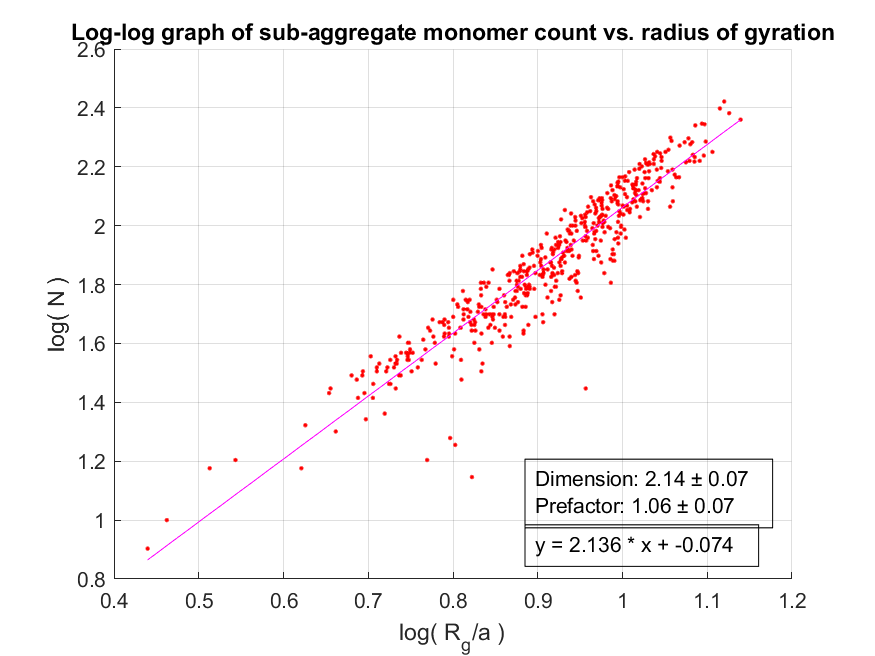 Log-log graph of sub-aggregate monomer count vs. radius of gyration
2.6
2.4
2.2
2
1.8
1.6
1.4
1.2
1
0.8
log( N )
Dimension: 2.14 ± 0.07
Prefactor: 1.06 ± 0.07
y = 2.136 * x + -0.074
0.4 0.5 0.6 0.7 0.8 0.9 1 1.1 1.2
log( R_g/a )